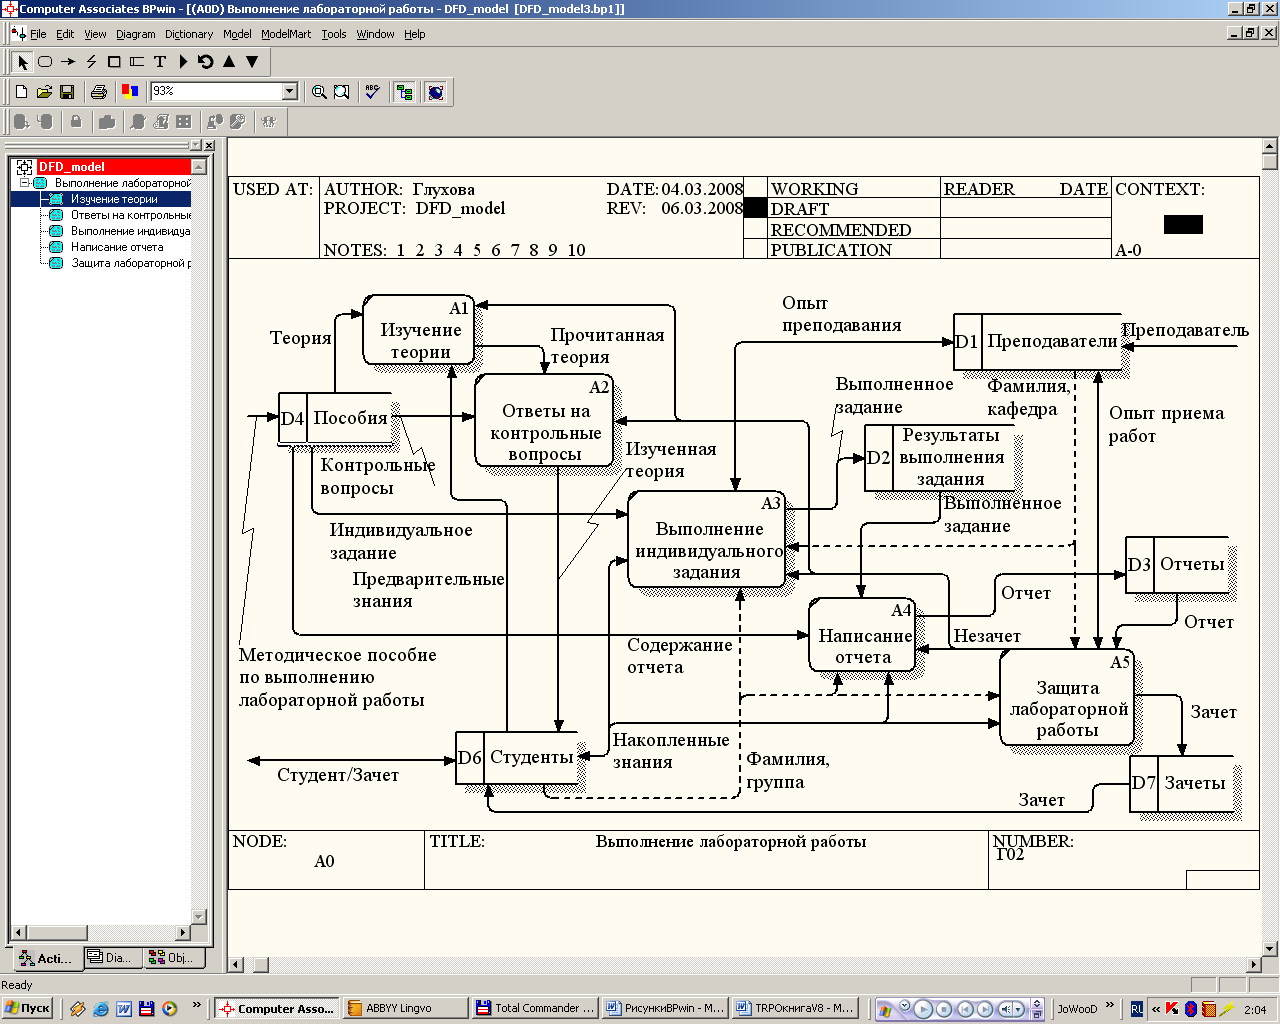 Computer Associates BPwin - [(A0D) Выполнение лабораторной работы - DFD_model [DFD_model3.bp1]]
File Edit View Diagram Dictionary Model ModelMart Tools Window Help
T
93%
ABC
DFD_model
Выполнение лабораторной
Изучение теории
Ответы на контрольные
Выполнение индивидуа
Написание отчета
Защита лабораторной р
Acti...
Dia...
Obj...
USED AT:
AUTHOR: Глухова
DATE: 04.03.2008
PROJECT: DFD_model
REV: 06.03.2008
NOTES: 1 2 3 4 5 6 7 8 9 10
WORKING
DRAFT
RECOMMENDED
PUBLICATION
READER DATE
CONTEXT:
A-0
A1
Изучение
теории
Теория
Прочитанная
теория
Опыт
преподавания
D1 Преподаватели
Преподаватель
A2
Ответы на
контрольные
вопросы
D4 Пособия
Выполненное
задание
Фамилия,
кафедра
Опыт приема
работ
Контрольные
вопросы
Изученная
теория
D2
Результаты
выполнения
задания
Выполненное
задание
A3
Выполнение
индивидуального
задания
Индивидуальное
задание
Предварительные
знания
D3 Отчеты
Отчет
Отчет
A4
Написание
отчета
Незачет
Содержание
отчета
Методическое пособие
по выполнению
лабораторной работы
A5
Защита
лабораторной
работы
Зачет
D6 Студенты
Накопленные
знания
Фамилия,
группа
Студент/Зачет
D7 Зачеты
Зачет
NODE:
A0
TITLE:
Выполнение лабораторной работы
NUMBER:
Г02
Ready
Пуск
Computer Asso...
ABBYY Lingvo
Total Commander ...
РисункиBPwin - M...
TRPOкнигаV8 - M...
JoWooD
RU
2:04